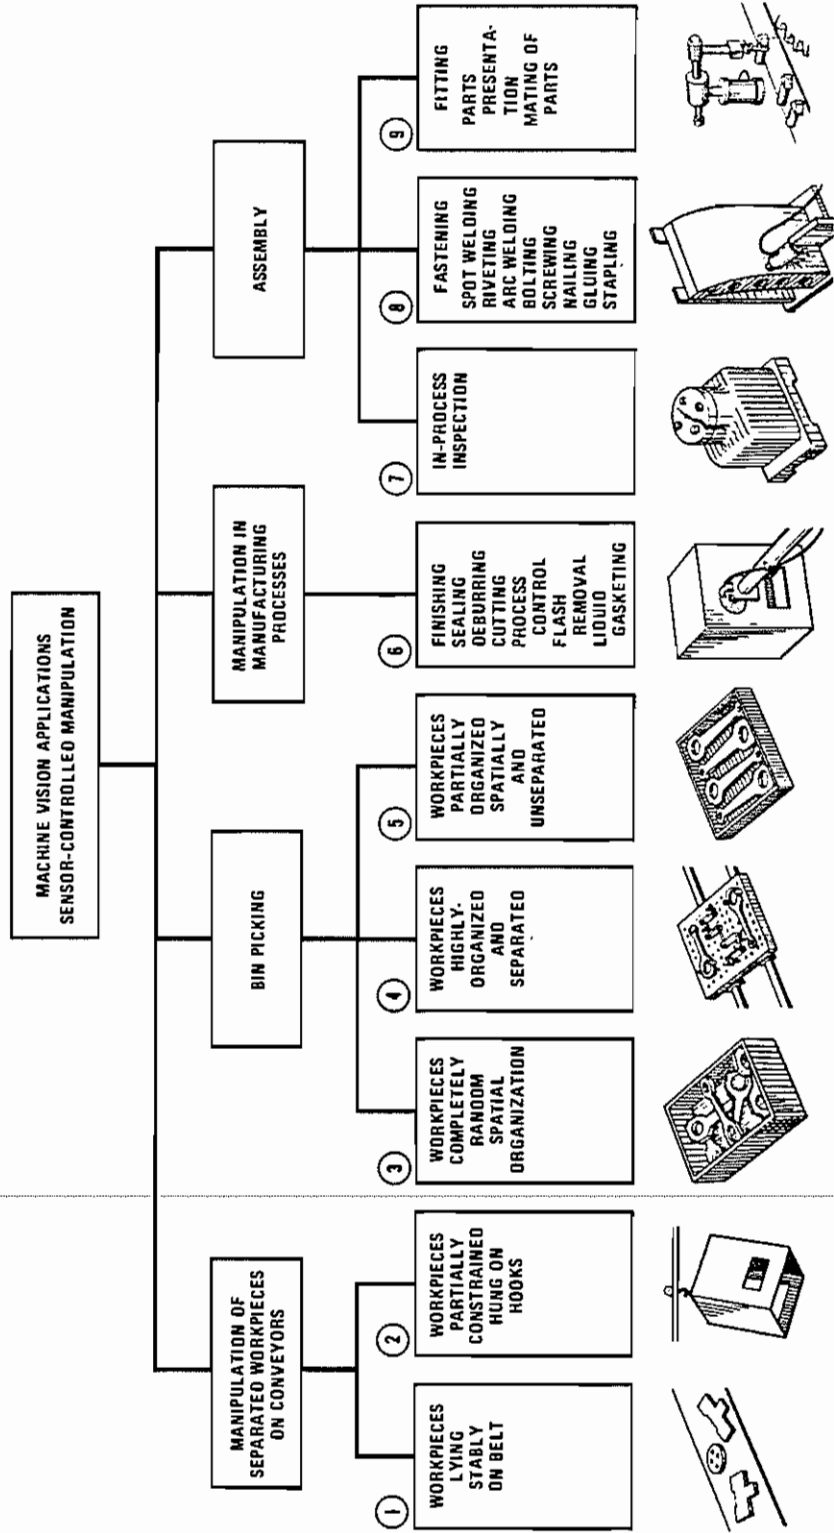 MACHINE VISION APPLICATIONS
SENSOR-CONTROLLED MANIPULATION
MANIPULATION OF
SEPARATED WORKPIECES
ON CONVEYORS
BIN PICKING
MANIPULATION IN
MANUFACTURING
PROCESSES
ASSEMBLY
1
WORKPIECES
LYING
STABLY
ON BELT
2
WORKPIECES
PARTIALLY
CONSTRAINED
HUNG ON
HOOKS
3
WORKPIECES
COMPLETELY
RANDOM
SPATIAL
ORGANIZATION
4
WORKPIECES
HIGHLY-
ORGANIZED
AND
SEPARATED
5
WORKPIECES
PARTIALLY
ORGANIZED
SPATIALLY
AND
UNSEPARATED
6
FINISHING
SEALING
DEBURRING
CUTTING
PROCESS
CONTROL
FLASH
REMOVAL
LIQUID
GASKETING
7
IN-PROCESS
INSPECTION
8
FASTENING
SPOT WELDING
RIVETING
ARC WELDING
BOLTING
SCREWING
NAILING
GLUING
STAPLING
9
FITTING
PARTS
PRESENTA-
TION
MATING OF
PARTS